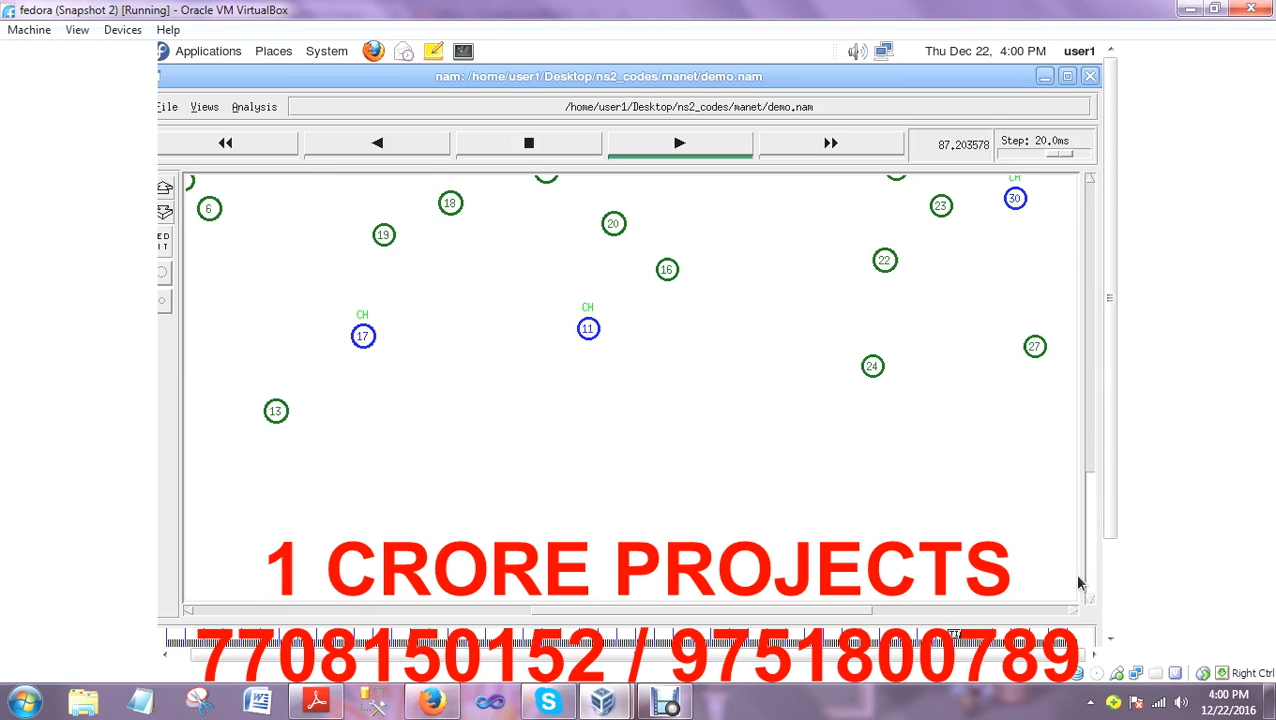 fedora (Snapshot 2) [Running] - Oracle VM VirtualBox
Machine View Devices Help
Applications Places System Thu Dec 22, 4:00 PM user1
nam: /home/user1/Desktop/ns2_codes/manet/demo.nam
File Views Analysis /home/user1/Desktop/ns2_codes/manet/demo.nam
87.203578 Step: 20.0ms
CH
6 18 23 30
19 20
16 22
ED
IT
CH CH
17 11 27
24
13
1 CRORE PROJECTS
7708150152 / 9751800789
Right Ctrl
4:00 PM
12/22/2016